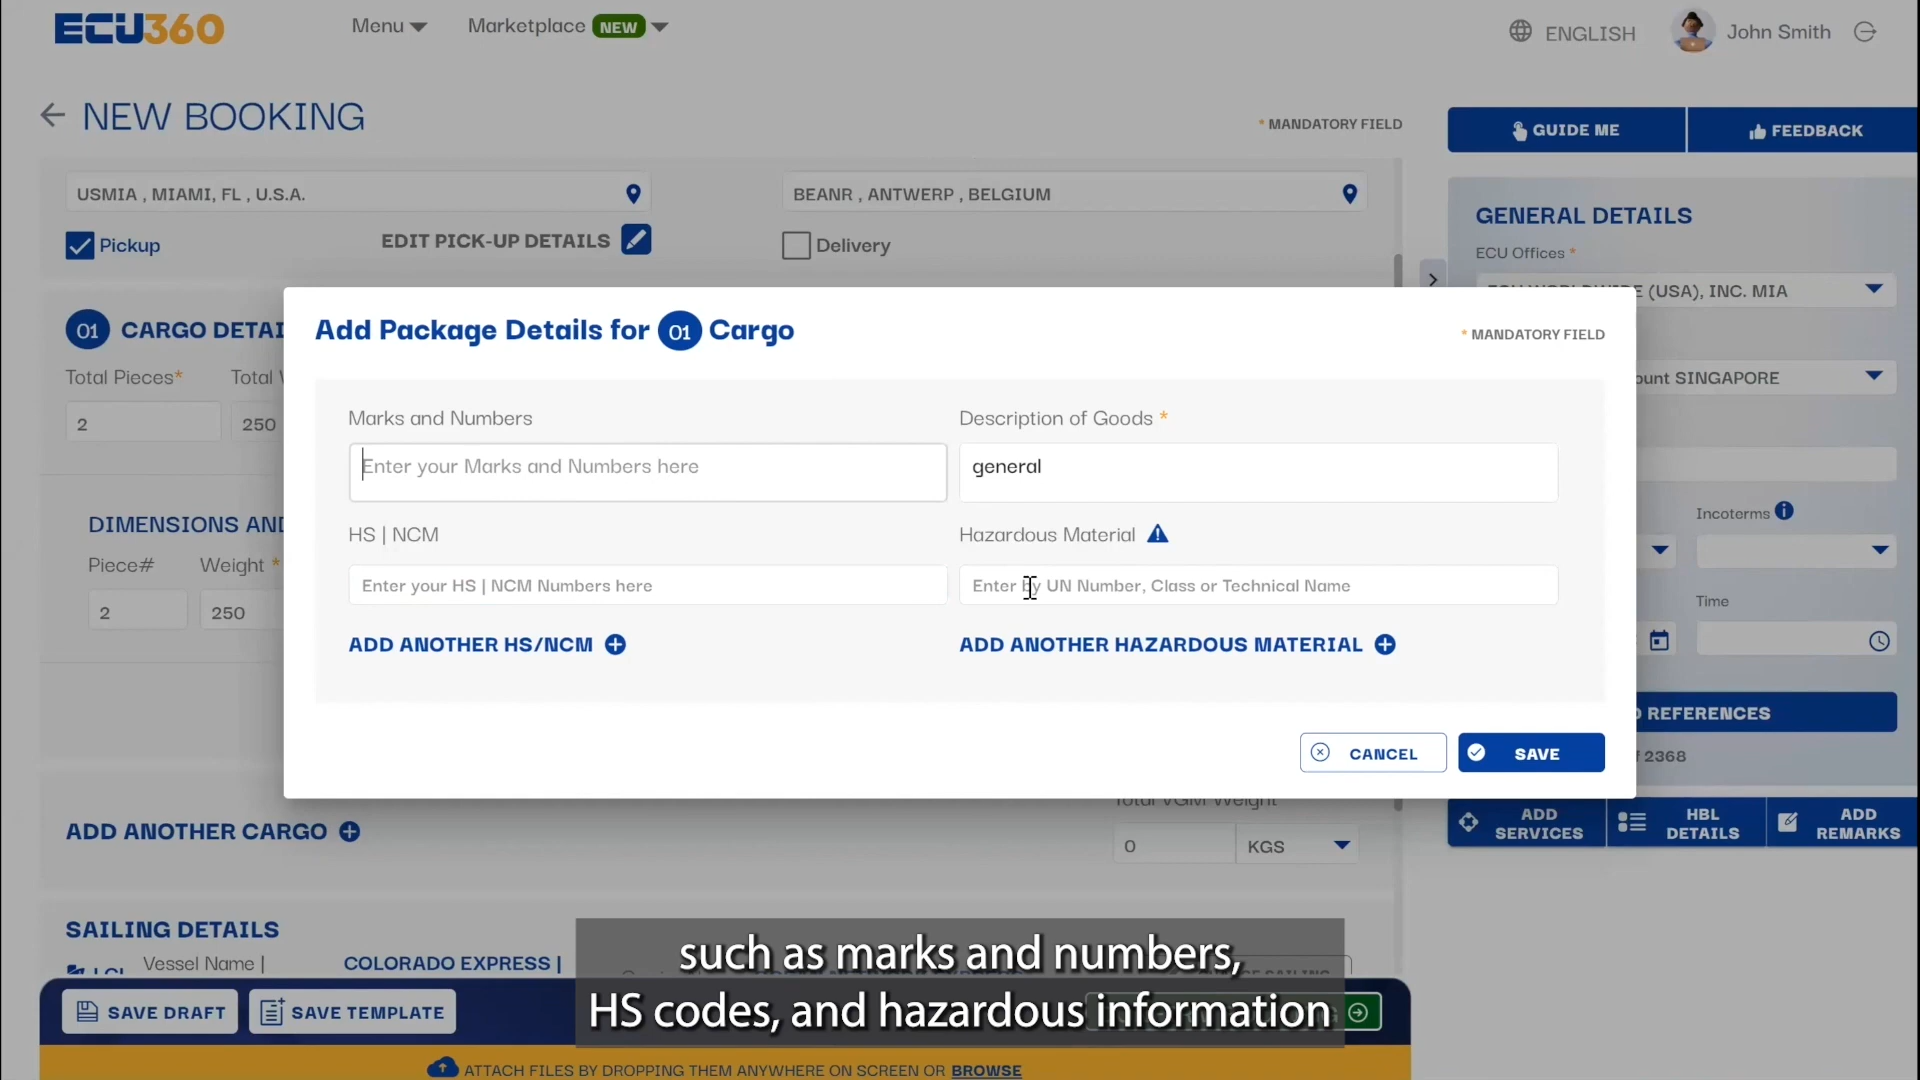 ECU360
Menu
Marketplace NEW
ENGLISH
John Smith
NEW BOOKING
* MANDATORY FIELD
GUIDE ME
FEEDBACK
USMIA , MIAMI, FL , U.S.A.
BEANR , ANTWERP , BELGIUM
Pickup
EDIT PICK-UP DETAILS
Delivery
GENERAL DETAILS
ECU Offices *
(USA), INC. MIA
01 CARGO
Total Pieces*
Total
2
250
SINGAPORE
Add Package Details for 01 Cargo
* MANDATORY FIELD
Marks and Numbers
Description of Goods *
Enter your Marks and Numbers here
general
HS | NCM
Hazardous Material
Enter your HS | NCM Numbers here
Enter by UN Number, Class or Technical Name
ADD ANOTHER HS/NCM
ADD ANOTHER HAZARDOUS MATERIAL
CANCEL
SAVE
DIMENSIONS AND
Piece#
Weight *
2
250
Incoterms
Time
REFERENCES
2368
ADD ANOTHER CARGO
Total VGM Weight
0
KGS
ADD SERVICES
HBL DETAILS
ADD REMARKS
SAILING DETAILS
LCL
Vessel Name |
COLORADO EXPRESS |
SAVE DRAFT
SAVE TEMPLATE
such as marks and numbers,
HS codes, and hazardous information
ATTACH FILES BY DROPPING THEM ANYWHERE ON SCREEN OR BROWSE